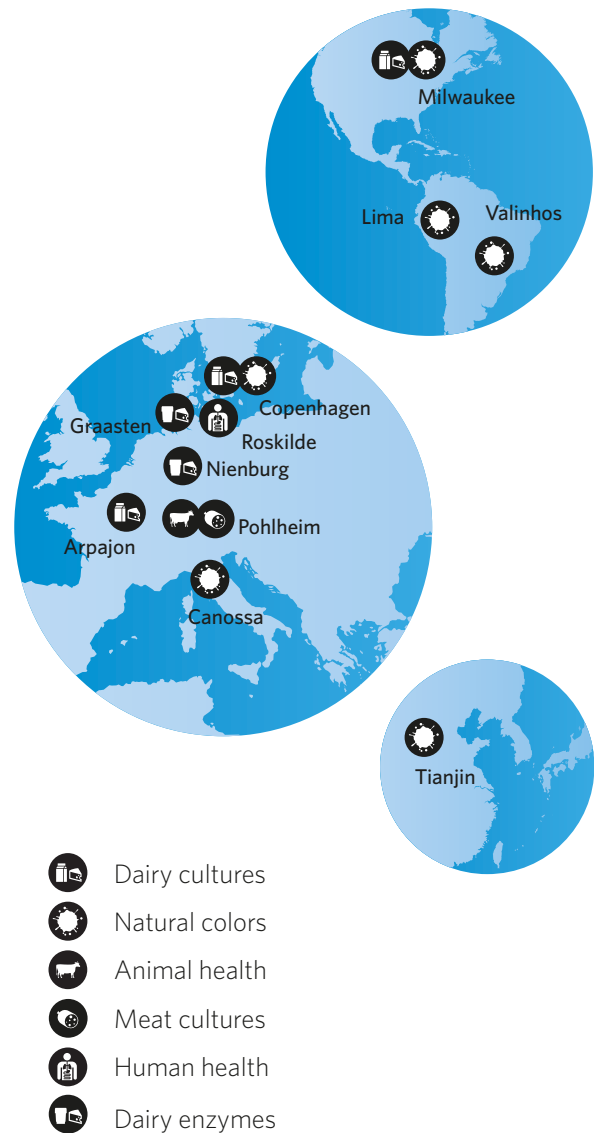 Milwaukee
Lima
Valinhos
Copenhagen
Graasten
Roskilde
Nienburg
Arpajon
Pohlheim
Canossa
Tianjin
Dairy cultures
Natural colors
Animal health
Meat cultures
Human health
Dairy enzymes